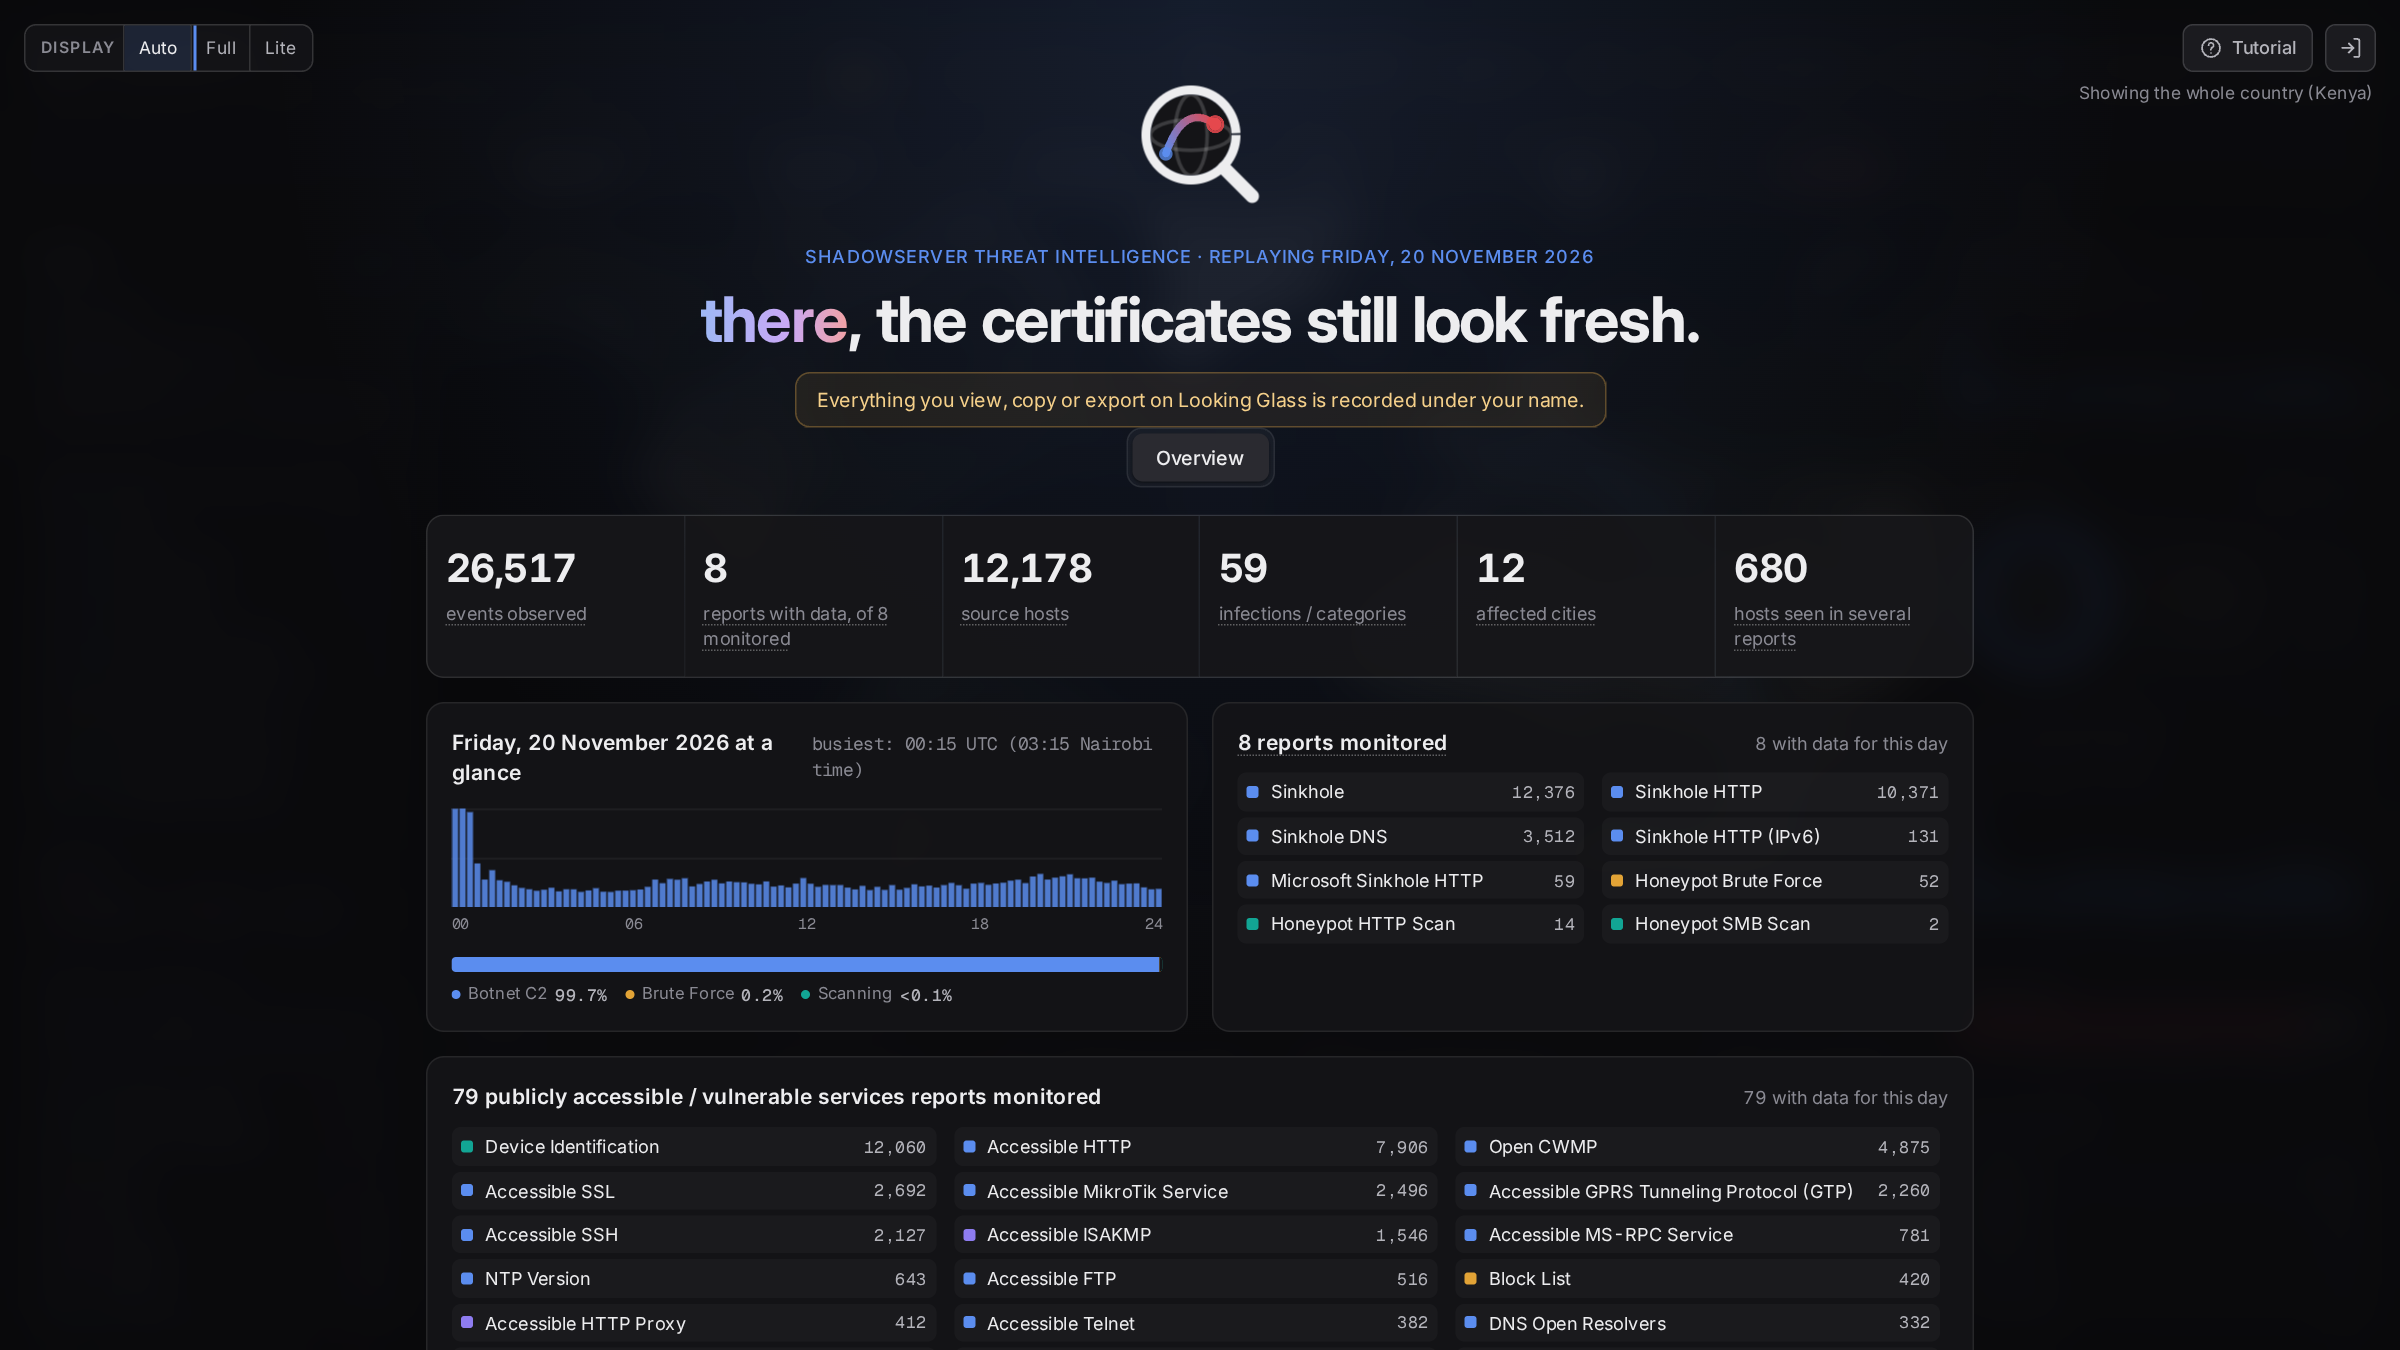 DISPLAY Auto Full Lite
Tutorial
Showing the whole country (Kenya)
SHADOWSERVER THREAT INTELLIGENCE · REPLAYING FRIDAY, 20 NOVEMBER 2026
there, the certificates still look fresh.
Everything you view, copy or export on Looking Glass is recorded under your name.
Overview
26,517
events observed
8
reports with data, of 8
monitored
12,178
source hosts
59
infections / categories
12
affected cities
680
hosts seen in several
reports
Friday, 20 November 2026 at a
glance
busiest: 00:15 UTC (03:15 Nairobi
time)
00 06 12 18 24
Botnet C2 99.7% Brute Force 0.2% Scanning <0.1%
8 reports monitored
8 with data for this day
Sinkhole 12,376
Sinkhole HTTP 10,371
Sinkhole DNS 3,512
Sinkhole HTTP (IPv6) 131
Microsoft Sinkhole HTTP 59
Honeypot Brute Force 52
Honeypot HTTP Scan 14
Honeypot SMB Scan 2
79 publicly accessible / vulnerable services reports monitored
79 with data for this day
Device Identification 12,060
Accessible HTTP 7,906
Open CWMP 4,875
Accessible SSL 2,692
Accessible MikroTik Service 2,496
Accessible GPRS Tunneling Protocol (GTP) 2,260
Accessible SSH 2,127
Accessible ISAKMP 1,546
Accessible MS-RPC Service 781
NTP Version 643
Accessible FTP 516
Block List 420
Accessible HTTP Proxy 412
Accessible Telnet 382
DNS Open Resolvers 332